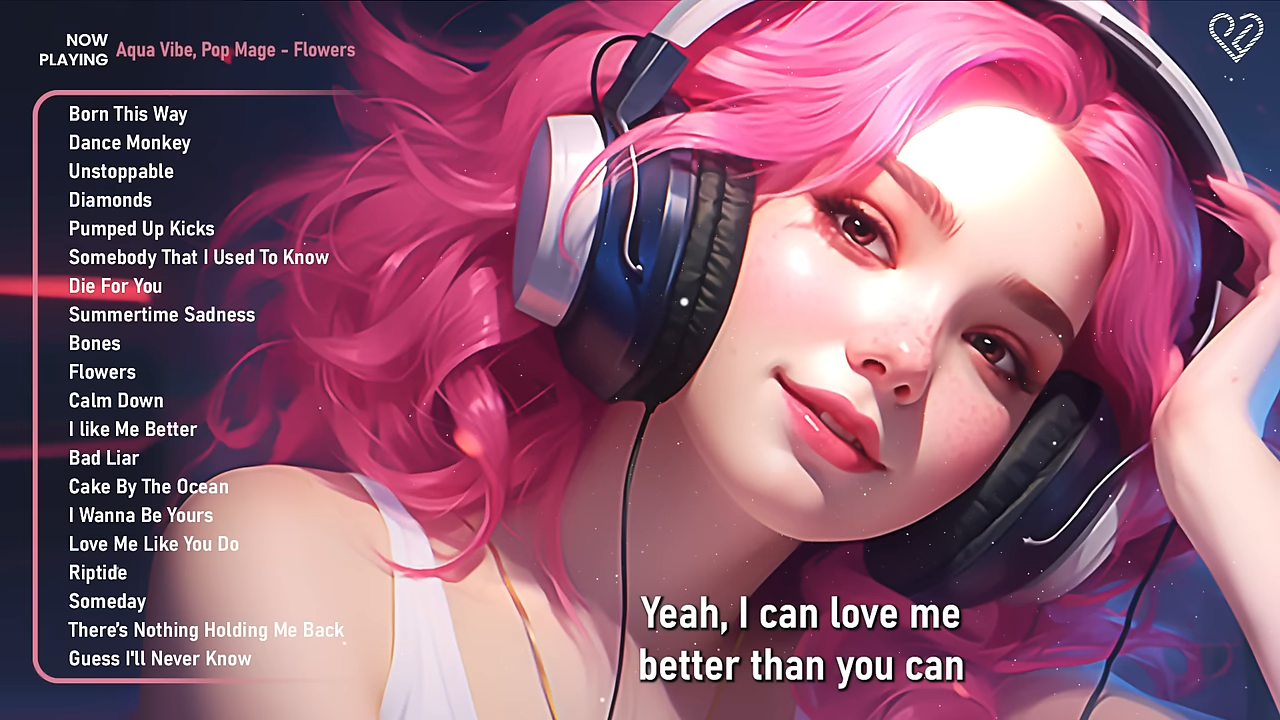 NOW
PLAYING
Aqua Vibe, Pop Mage - Flowers
Born This Way
Dance Monkey
Unstoppable
Diamonds
Pumped Up Kicks
Somebody That I Used To Know
Die For You
Summertime Sadness
Bones
Flowers
Calm Down
I like Me Better
Bad Liar
Cake By The Ocean
I Wanna Be Yours
Love Me Like You Do
Riptide
Someday
There's Nothing Holding Me Back
Guess I'll Never Know
Yeah, I can love me
better than you can